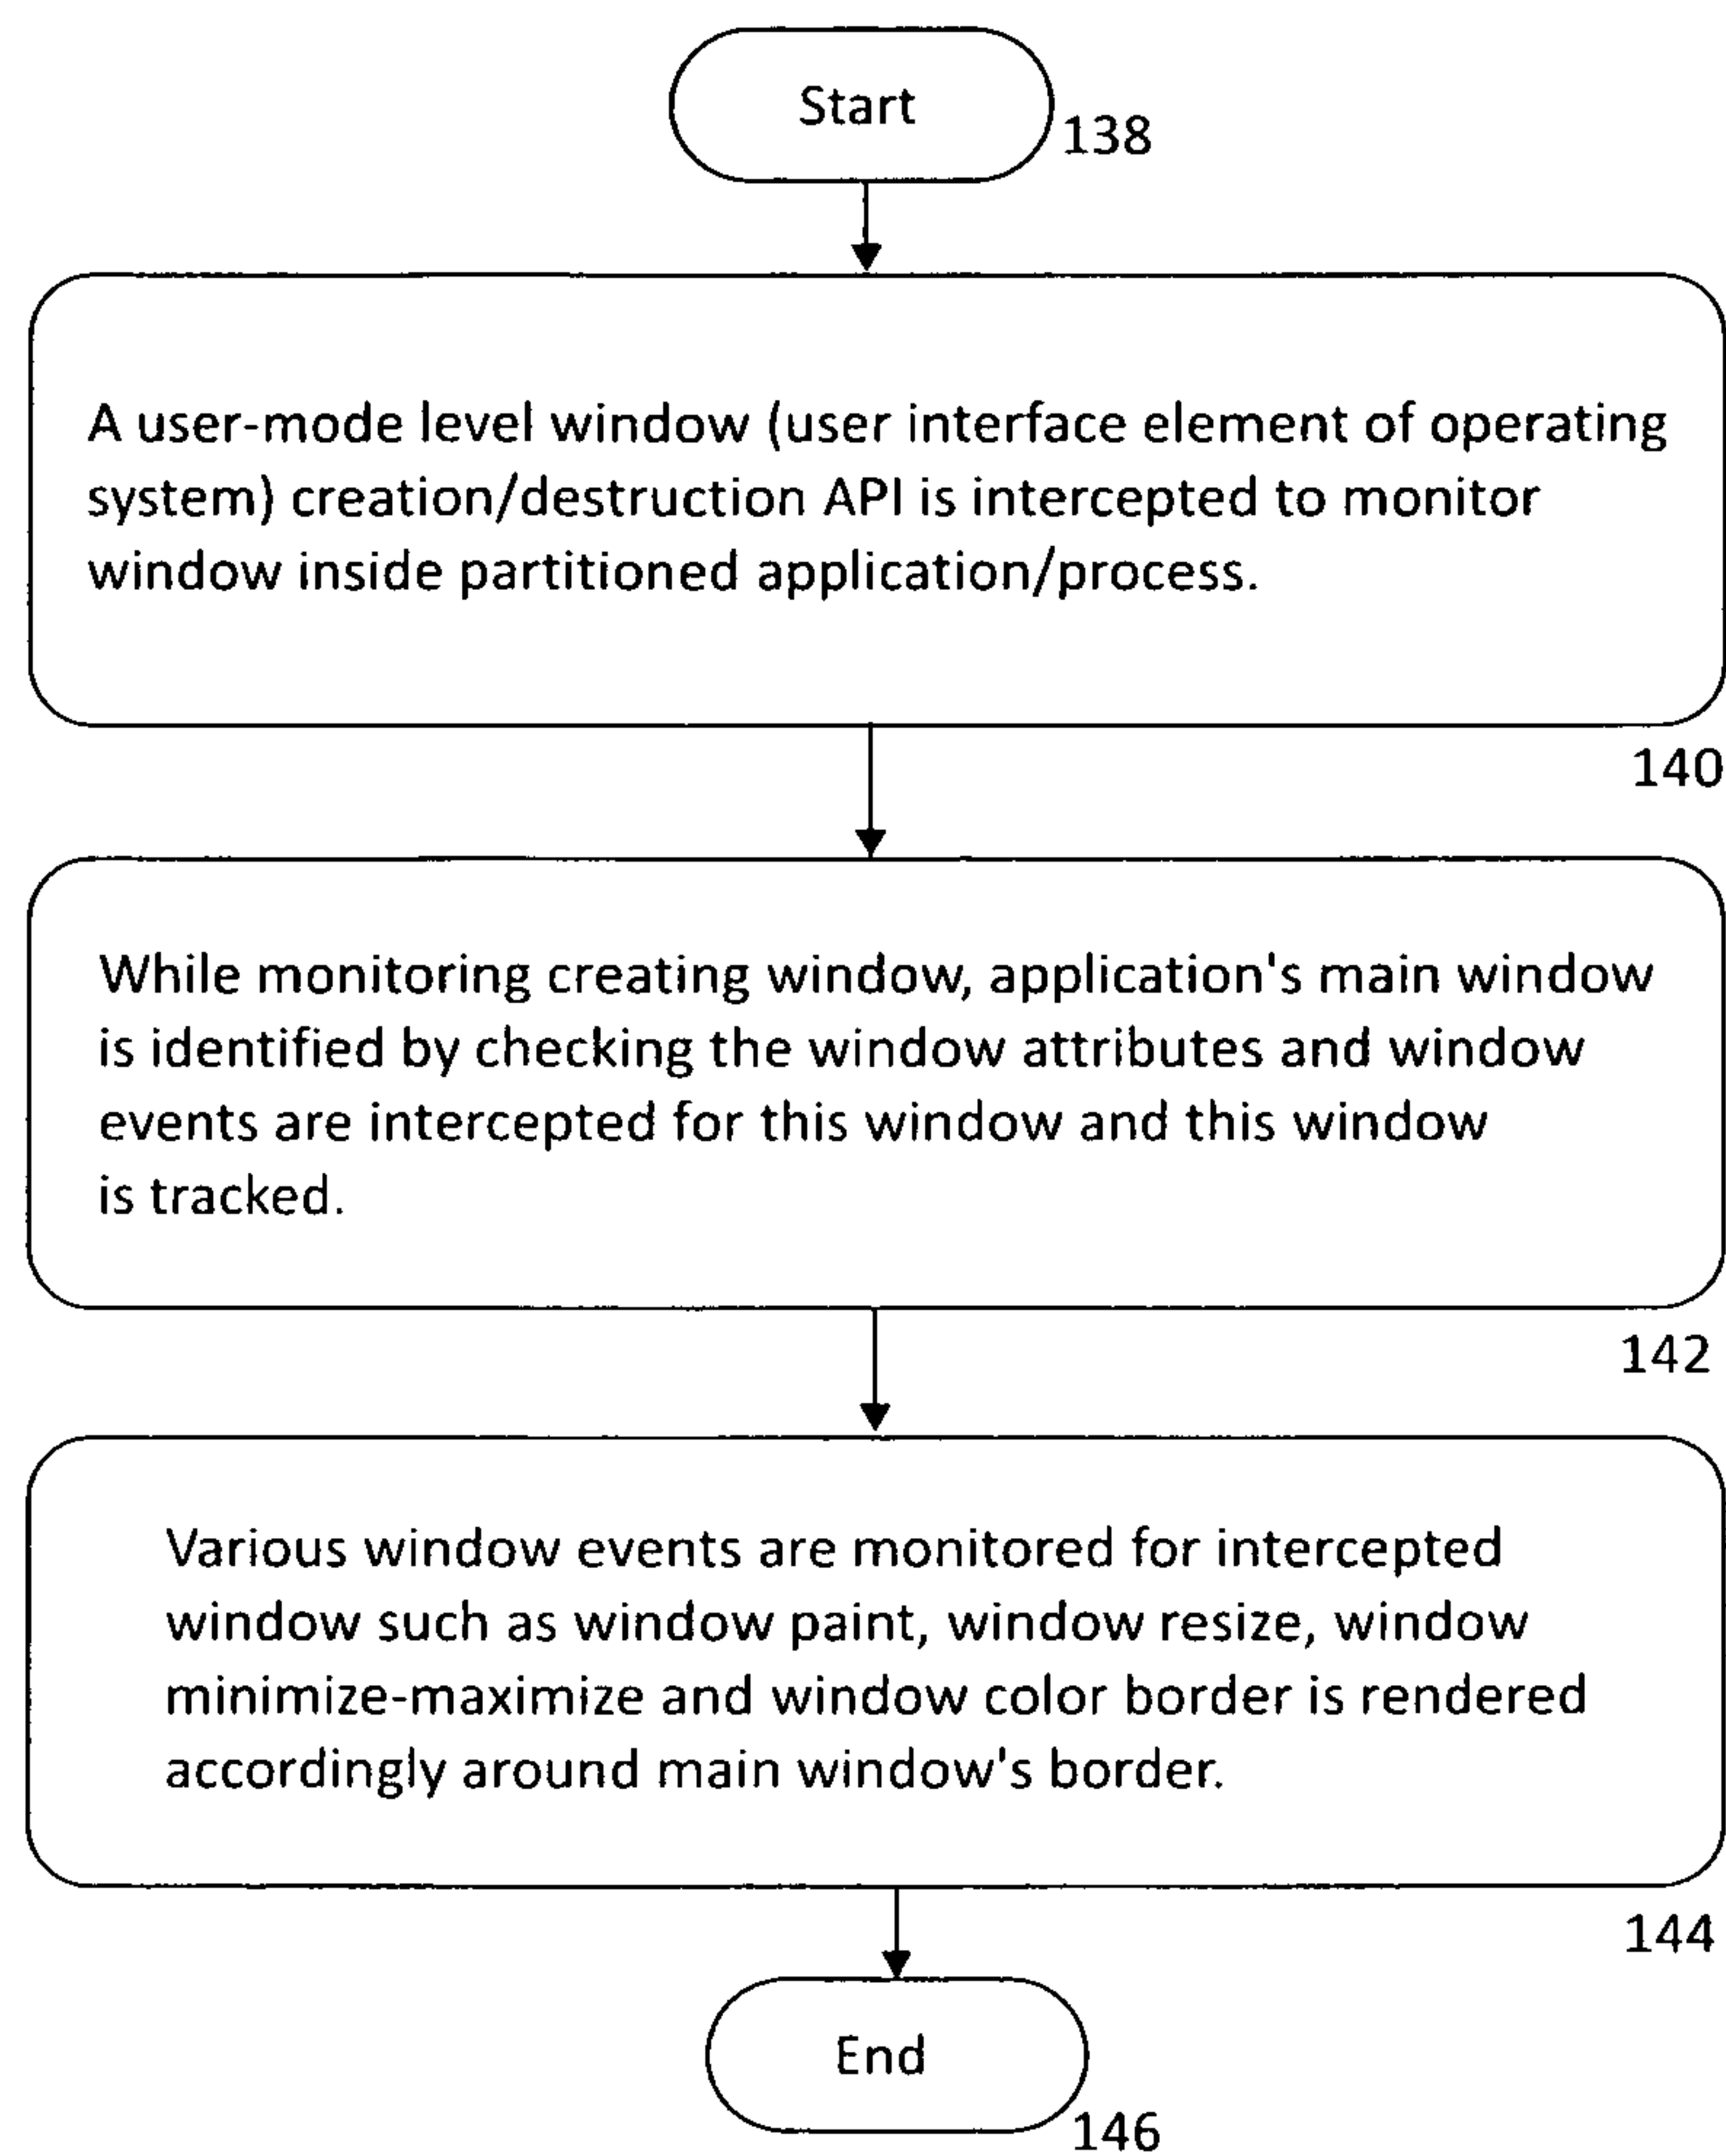 Start
138
A user-mode level window (user interface element of operating
system) creation/destruction API is intercepted to monitor
window inside partitioned application/process.
140
While monitoring creating window, application's main window
is identified by checking the window attributes and window
events are intercepted for this window and this window
is tracked.
142
Various window events are monitored for intercepted
window such as window paint, window resize, window
minimize-maximize and window color border is rendered
accordingly around main window's border.
144
End
146